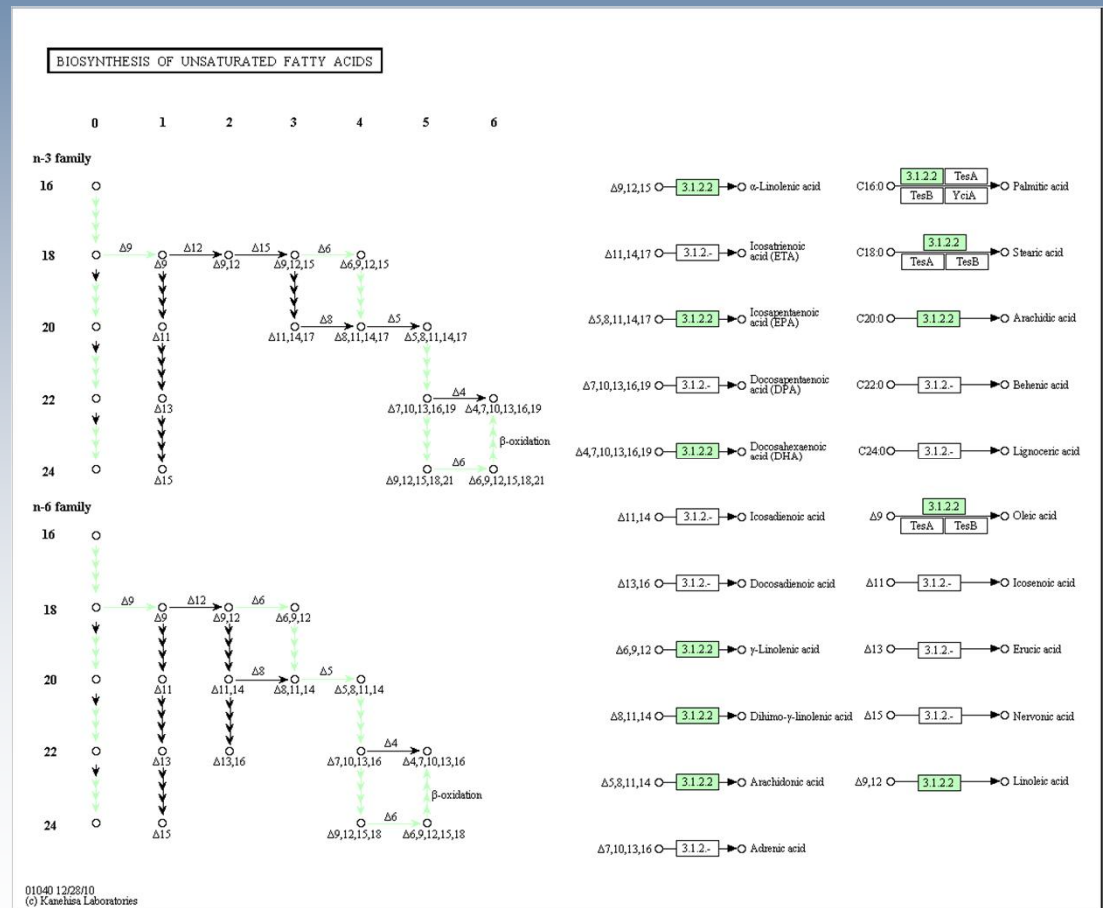 BIOSYNTHESIS OF UNSATURATED FATTY ACIDS
0 1 2 3 4 5 6
n-3 family
16
Δ9 Δ12 Δ15 Δ6
18
Δ9 Δ9,12 Δ9,12,15 Δ6,9,12,15
Δ8 Δ5
20
Δ11 Δ11,14,17 Δ8,11,14,17 Δ5,8,11,14,17
Δ4
22
Δ13 Δ7,10,13,16,19 Δ4,7,10,13,16,19
β-oxidation
Δ6
24
Δ15 Δ9,12,15,18,21 Δ6,9,12,15,18,21
n-6 family
16
Δ9 Δ12 Δ6
18
Δ9 Δ9,12 Δ6,9,12
Δ8 Δ5
20
Δ11 Δ11,14 Δ8,11,14 Δ5,8,11,14
Δ4
22
Δ13 Δ13,16 Δ7,10,13,16 Δ4,7,10,13,16
β-oxidation
Δ6
24
Δ15 Δ9,12,15,18 Δ6,9,12,15,18
Δ9,12,15 3.1.2.2 α-Linolenic acid
Δ11,14,17 3.1.2.- Icosatrienoic
acid (ETA)
Δ5,8,11,14,17 3.1.2.2 Icosapentaenoic
acid (EPA)
Δ7,10,13,16,19 3.1.2.- Docosapentaenoic
acid (DPA)
Δ4,7,10,13,16,19 3.1.2.2 Docosahexaenoic
acid (DHA)
Δ11,14 3.1.2.- Icosadienoic acid
Δ13,16 3.1.2.- Docosadienoic acid
Δ6,9,12 3.1.2.2 γ-Linolenic acid
Δ8,11,14 3.1.2.2 Dihimo-γ-linolenic acid
Δ5,8,11,14 3.1.2.2 Arachidonic acid
Δ7,10,13,16 3.1.2.- Adrenic acid
3.1.2.2 TesA
C16:0 Palmitic acid
TesB YciA
3.1.2.2
C18:0 Stearic acid
TesA TesB
C20:0 3.1.2.2 Arachidic acid
C22:0 3.1.2.- Behenic acid
C24:0 3.1.2.- Lignoceric acid
3.1.2.2
Δ9 Oleic acid
TesA TesB
Δ11 3.1.2.- Icosenoic acid
Δ13 3.1.2.- Erucic acid
Δ15 3.1.2.- Nervonic acid
Δ9,12 3.1.2.2 Linoleic acid
01040 12/28/10
(c) Kanehisa Laboratories